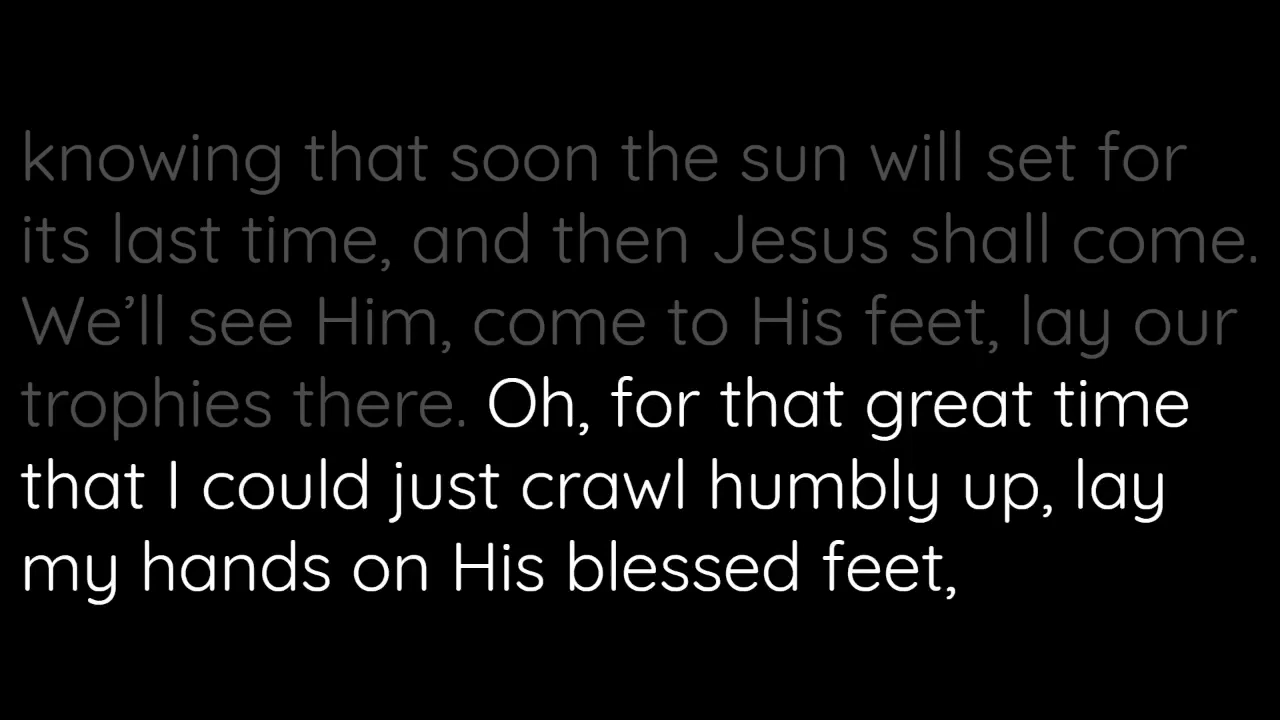 knowing that soon the sun will set for
its last time, and then Jesus shall come.
We’ll see Him, come to His feet, lay our
trophies there. Oh, for that great time
that I could just crawl humbly up, lay
my hands on His blessed feet,